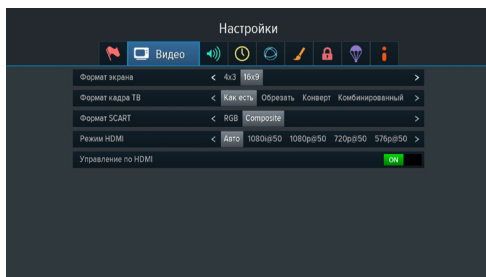 Настройки
Видео
Формат экрана < 4x3 16x9 >
Формат кадра ТВ < Как есть Обрезать Конверт Комбинированный >
Формат SCART < RGB Composite >
Режим HDMI < Авто 1080i@50 1080p@50 720p@50 576p@50 >
Управление по HDMI ON